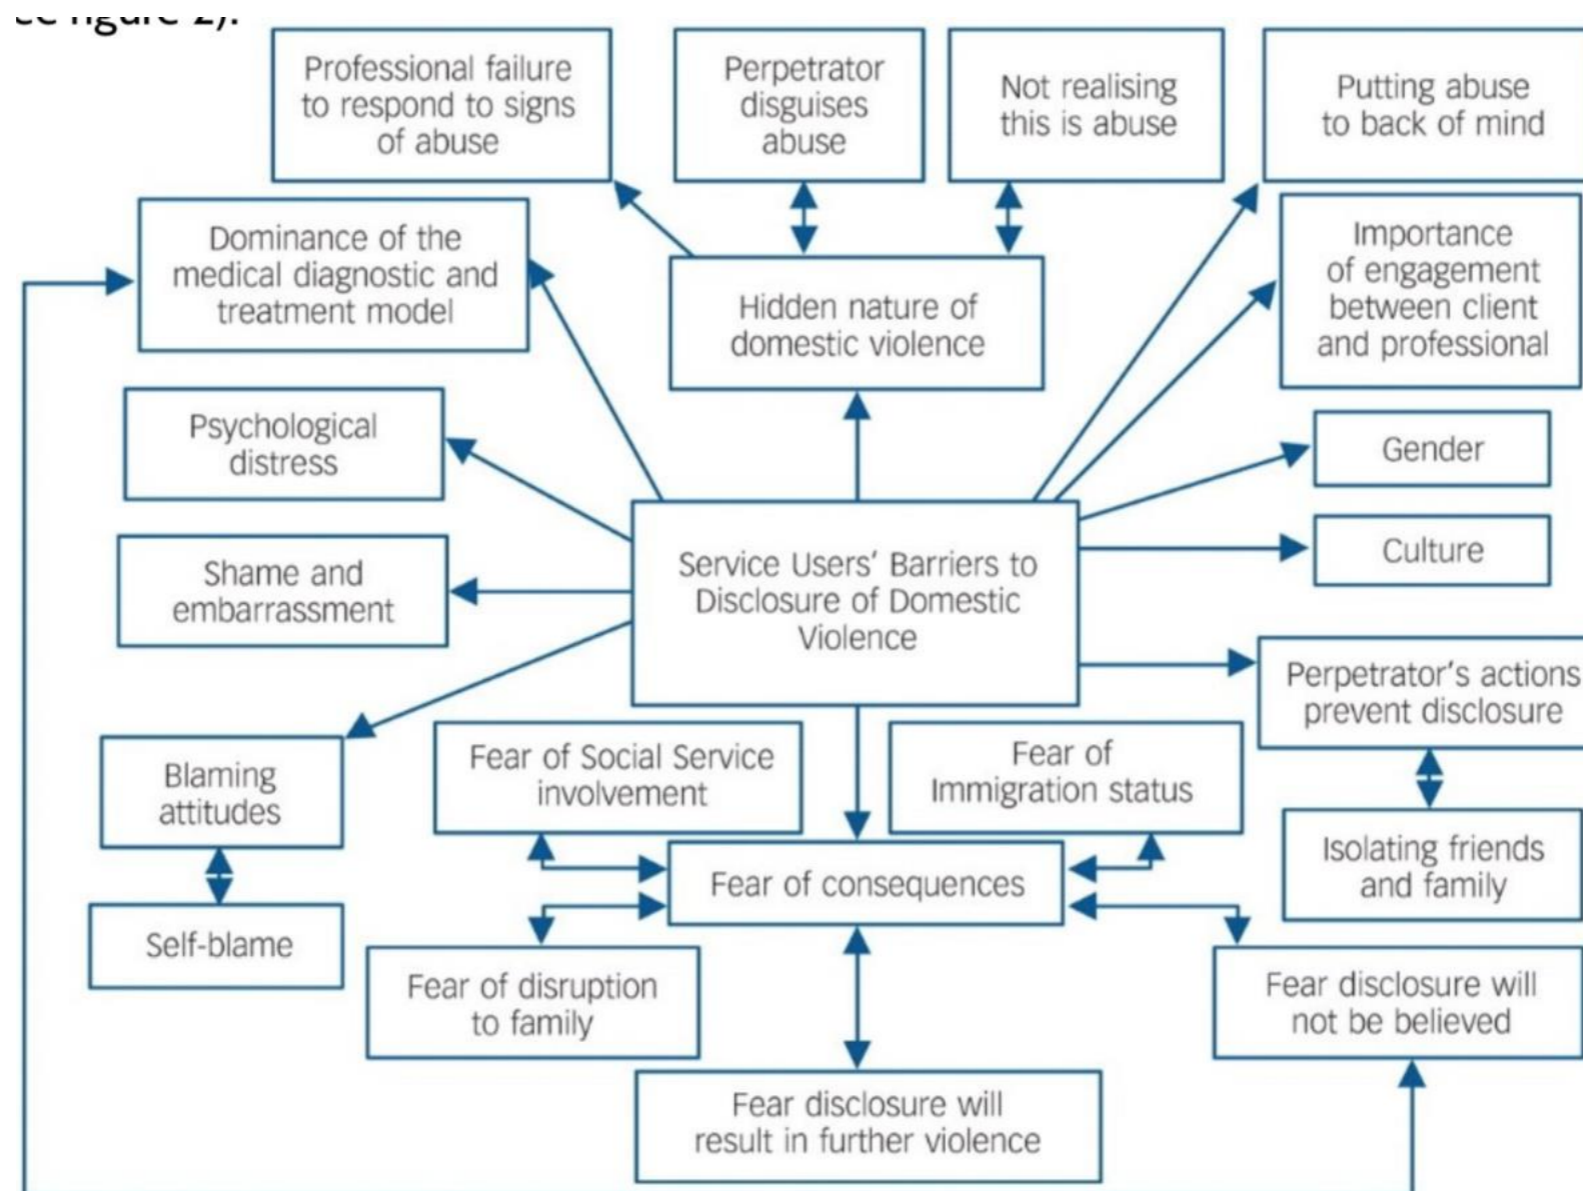 ee figure 2).
Professional failure
to respond to signs
of abuse
Perpetrator
disguises
abuse
Not realising
this is abuse
Putting abuse
to back of mind
Dominance of the
medical diagnostic and
treatment model
Hidden nature of
domestic violence
Importance
of engagement
between client
and professional
Psychological
distress
Gender
Shame and
embarrassment
Service Users’ Barriers to
Disclosure of Domestic
Violence
Culture
Perpetrator’s actions
prevent disclosure
Blaming
attitudes
Fear of Social Service
involvement
Fear of
Immigration status
Isolating friends
and family
Self-blame
Fear of consequences
Fear of disruption
to family
Fear disclosure will
not be believed
Fear disclosure will
result in further violence